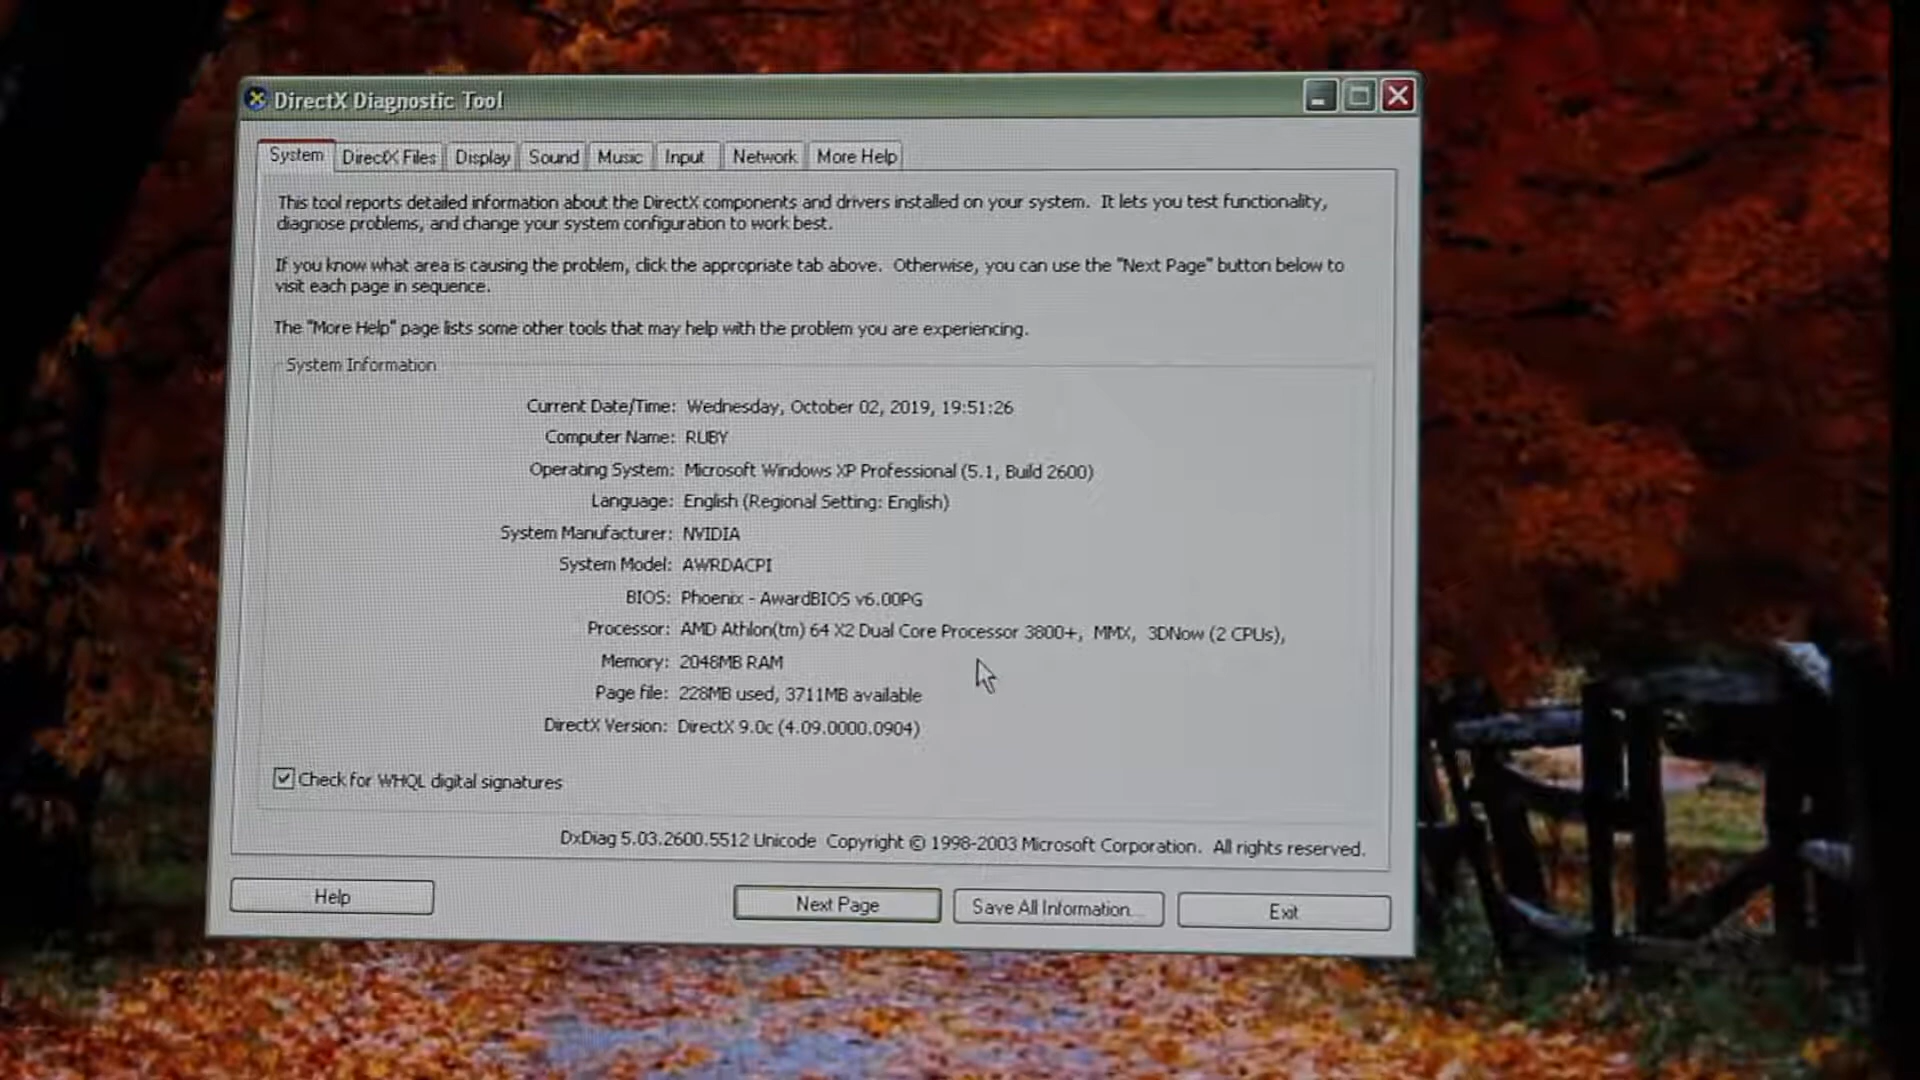 DirectX Diagnostic Tool
System DirectX Files Display Sound Music Input Network More Help
This tool reports detailed information about the DirectX components and drivers installed on your system. It lets you test functionality,
diagnose problems, and change your system configuration to work best.
If you know what area is causing the problem, click the appropriate tab above. Otherwise, you can use the "Next Page" button below to
visit each page in sequence.
The "More Help" page lists some other tools that may help with the problem you are experiencing.
System Information
Current Date/Time: Wednesday, October 02, 2019, 19:51:26
Computer Name: RUBY
Operating System: Microsoft Windows XP Professional (5.1, Build 2600)
Language: English (Regional Setting: English)
System Manufacturer: NVIDIA
System Model: AWRDACPI
BIOS: Phoenix - AwardBIOS v6.00PG
Processor: AMD Athlon(tm) 64 X2 Dual Core Processor 3800+, MMX, 3DNow (2 CPUs),
Memory: 2048MB RAM
Page file: 228MB used, 3711MB available
DirectX Version: DirectX 9.0c (4.09.0000.0904)
Check for WHQL digital signatures
DxDiag 5.03.2600.5512 Unicode Copyright © 1998-2003 Microsoft Corporation. All rights reserved.
Help Next Page Save All Information... Exit